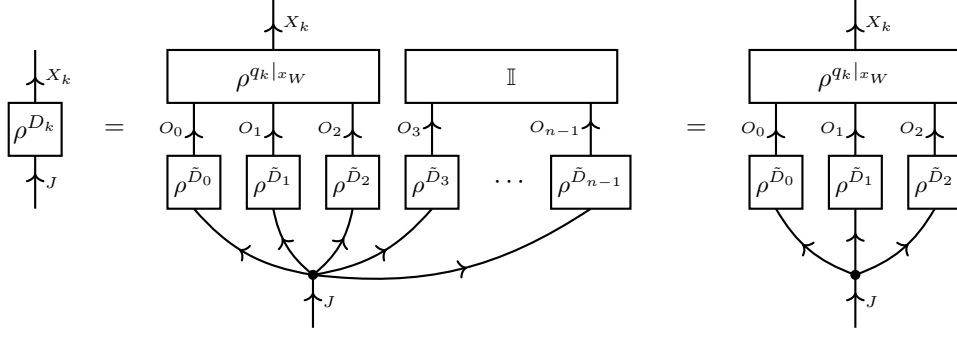 X_k X_k X_k
ρ^{D_k} = ρ^{q_k|_{x_W}} 𝕀 = ρ^{q_k|_{x_W}}
J O_0 O_1 O_2 O_3 O_{n-1} O_0 O_1 O_2
ρ^{D̃_0} ρ^{D̃_1} ρ^{D̃_2} ρ^{D̃_3} ⋯ ρ^{D̃_{n-1}} ρ^{D̃_0} ρ^{D̃_1} ρ^{D̃_2}
J J